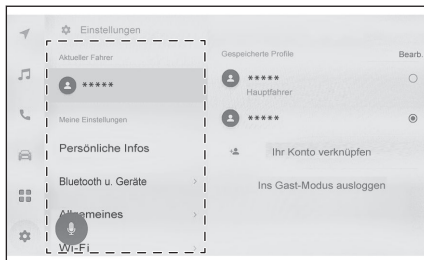 Einstellungen
Aktueller Fahrer
*****
Meine Einstellungen
Persönliche Infos
Bluetooth u. Geräte
Allgemeines
Wi-Fi
Gespeicherte Profile Bearb.
*****
Hauptfahrer
*****
Ihr Konto verknüpfen
Ins Gast-Modus ausloggen